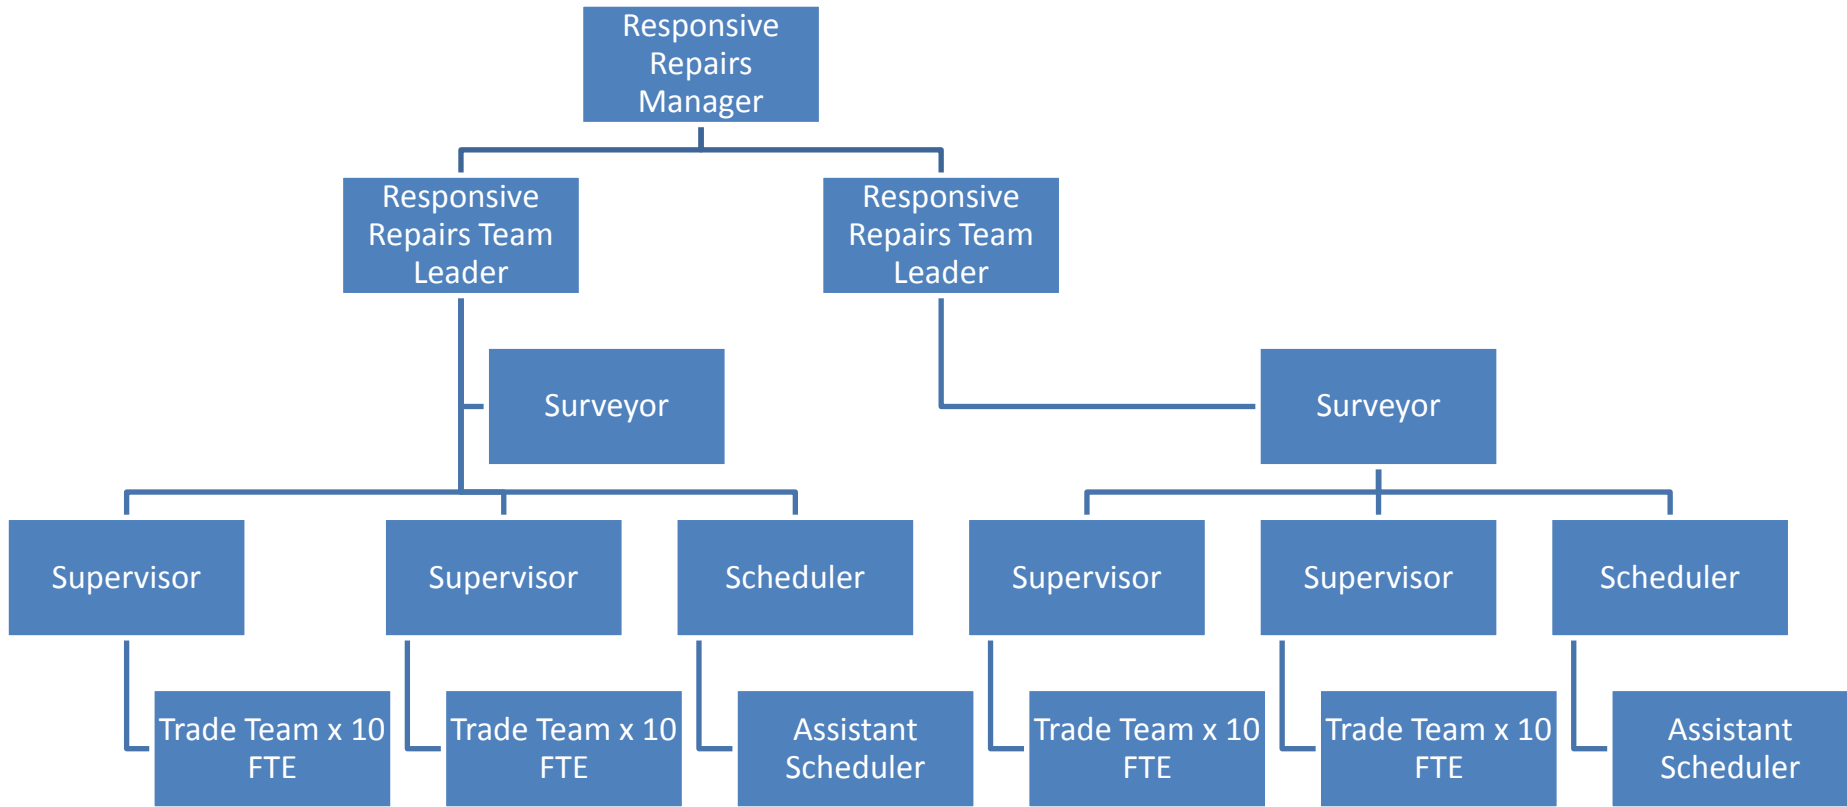 Responsive
Repairs
Manager
Responsive
Repairs Team
Leader
Responsive
Repairs Team
Leader
Surveyor
Surveyor
Supervisor
Supervisor
Scheduler
Supervisor
Supervisor
Scheduler
Trade Team x 10
FTE
Trade Team x 10
FTE
Assistant
Scheduler
Trade Team x 10
FTE
Trade Team x 10
FTE
Assistant
Scheduler